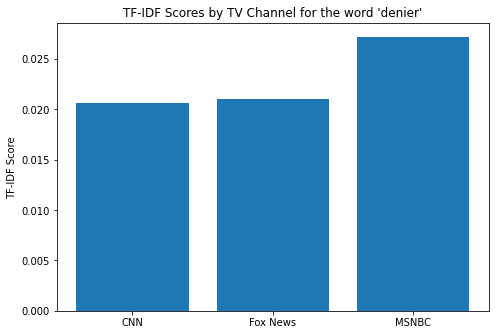 TF-IDF Scores by TV Channel for the word 'denier'
TF-IDF Score
0.025
0.020
0.015
0.010
0.005
0.000
CNN
Fox News
MSNBC